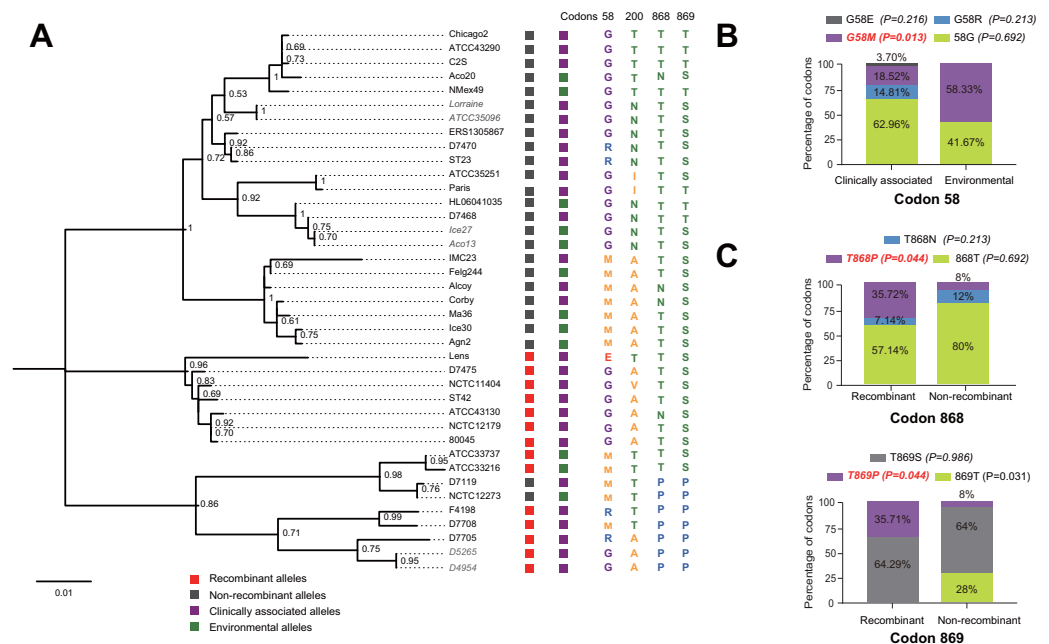 A
Codons 58 200 868 869
Chicago2 G T T T
0.69 ATCC43290 G T T T
0.73 C2S G T T T
1 Aco20 G T N S
0.53 NMex49 G T T T
1 Lorraine G N T S
0.57 ATCC35096 G N T S
ERS1305867 G N T S
0.92 D7470 R N T S
0.72 0.86 ST23 R N T S
ATCC35251 G I T S
1 Paris G I T T
0.92 HL06041035 G N T T
1 D7468 G N T T
0.75 Ice27 G N T S
1 0.70 Aco13 G N T S
IMC23 M A T S
0.69 Felg244 M A T S
Alcoy M A N S
1 Corby M A N S
0.61 Ma36 M A T S
Ice30 M A T S
0.75 Agn2 M A T S
Lens E T T S
0.96 D7475 G A T S
0.83 NCTC11404 G V T S
0.69 ST42 G A T S
ATCC43130 G A N S
0.92 NCTC12179 G A T S
0.70 80045 G A T S
ATCC33737 M T T S
0.95 ATCC33216 M T T S
0.98 D7119 M T P P
0.76 NCTC12273 M T P P
0.86 F4198 R T P P
0.99 D7708 M T P P
0.71 D7705 R A P P
0.75 D5265 G A P P
0.95 D4954 G A P P
0.01
Recombinant alleles
Non-recombinant alleles
Clinically associated alleles
Environmental alleles
B
G58E (P=0.216) G58R (P=0.213)
G58M (P=0.013) 58G (P=0.692)
Percentage of codons
100
75
50
25
0
3.70%
18.52%
14.81%
62.96%
58.33%
41.67%
Clinically associated Environmental
Codon 58
C
T868N (P=0.213)
T868P (P=0.044) 868T (P=0.692)
Percentage of codons
100
75
50
25
0
35.72%
7.14%
57.14%
8%
12%
80%
Recombinant Non-recombinant
Codon 868
T869S (P=0.986)
T869P (P=0.044) 869T (P=0.031)
Percentage of codons
100
75
50
25
0
35.71%
64.29%
8%
64%
28%
Recombinant Non-recombinant
Codon 869